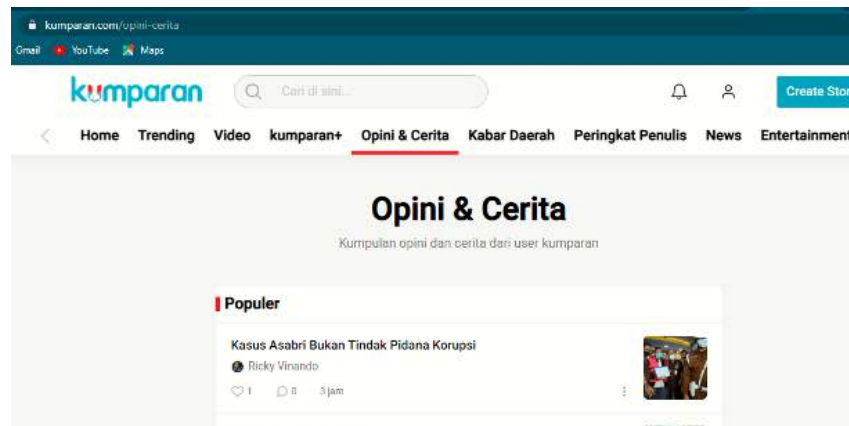 kumparan.com/opini-cerita
Gmail YouTube Maps
kumparan Cari di sini... Create Stor
Home Trending Video kumparan+ Opini & Cerita Kabar Daerah Peringkat Penulis News Entertainment
Opini & Cerita
Kumpulan opini dan cerita dari user kumparan
Populer
Kasus Asabri Bukan Tindak Pidana Korupsi
Ricky Vinando
1 3 jam